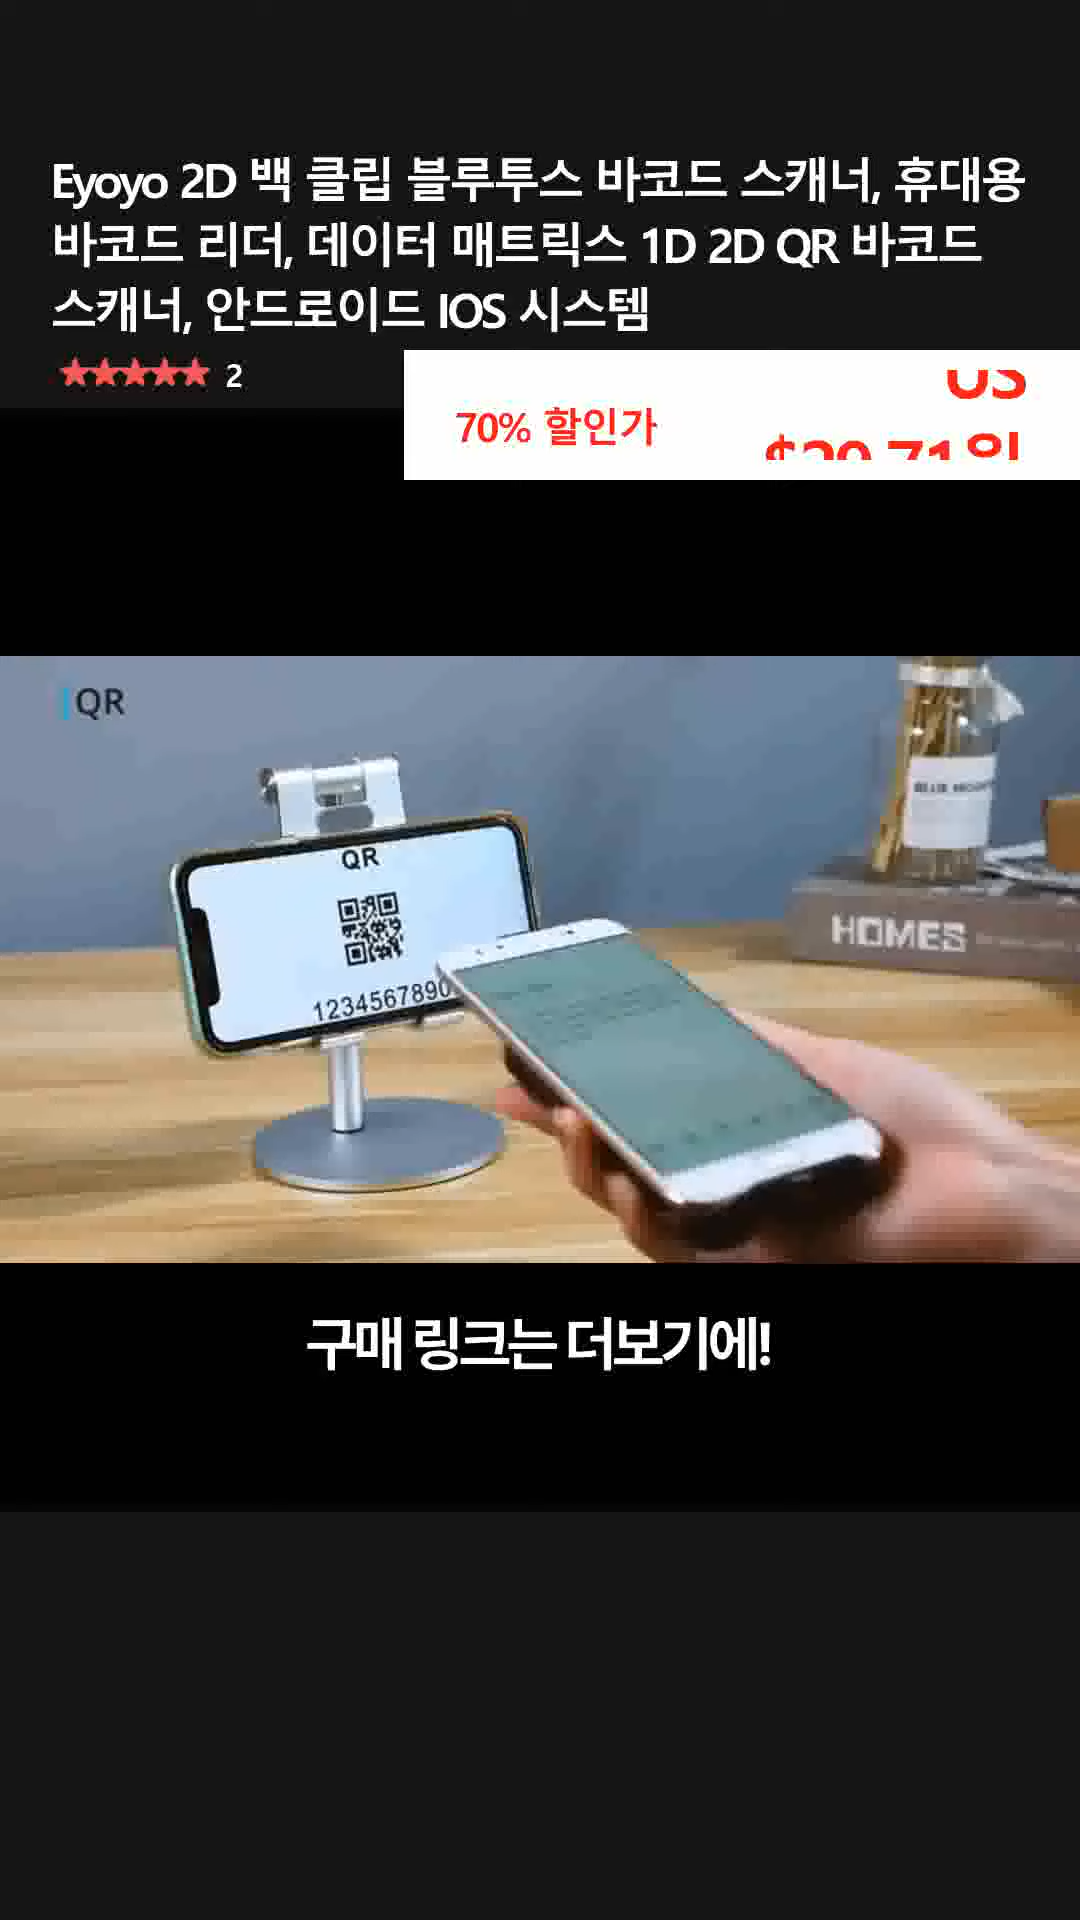 Eyoyo 2D 백 클립 블루투스 바코드 스캐너, 휴대용
바코드 리더, 데이터 매트릭스 1D 2D QR 바코드
스캐너, 안드로이드 IOS 시스템
2
70% 할인가
US
QR
QR
1234567890
HOMES
구매 링크는 더보기에!